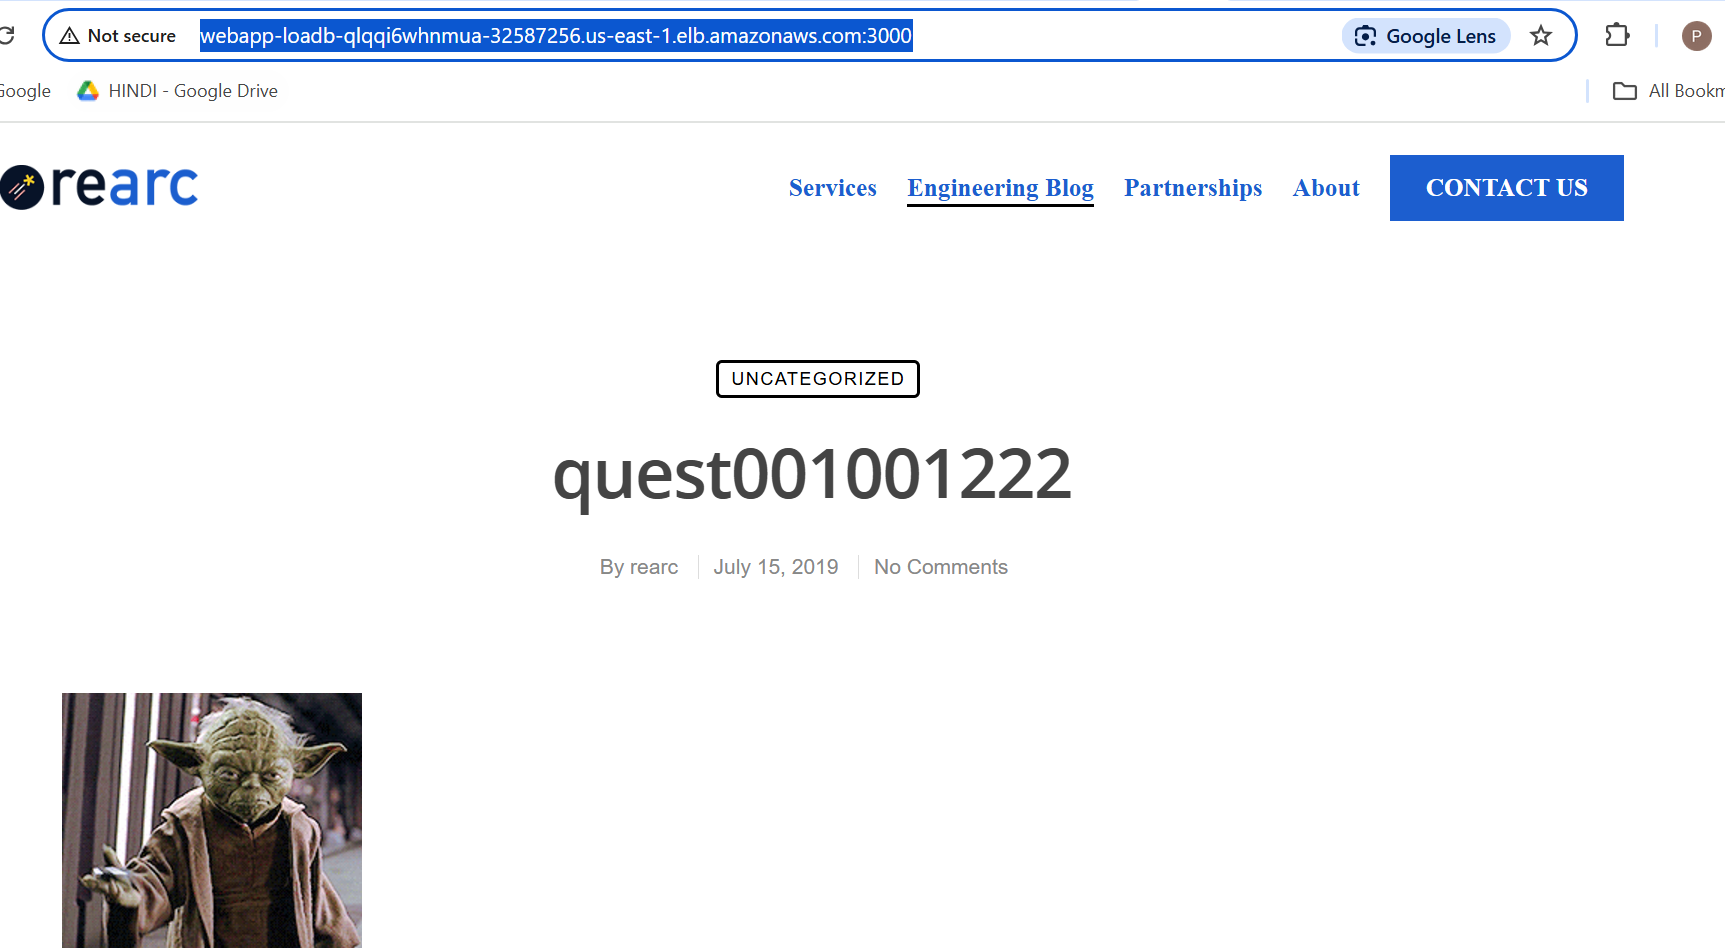 Not secure webapp-loadb-qlqqi6whnmua-32587256.us-east-1.elb.amazonaws.com:3000 Google Lens P
Google HINDI - Google Drive All Bookm
rearc Services Engineering Blog Partnerships About CONTACT US
UNCATEGORIZED
quest001001222
By rearc July 15, 2019 No Comments